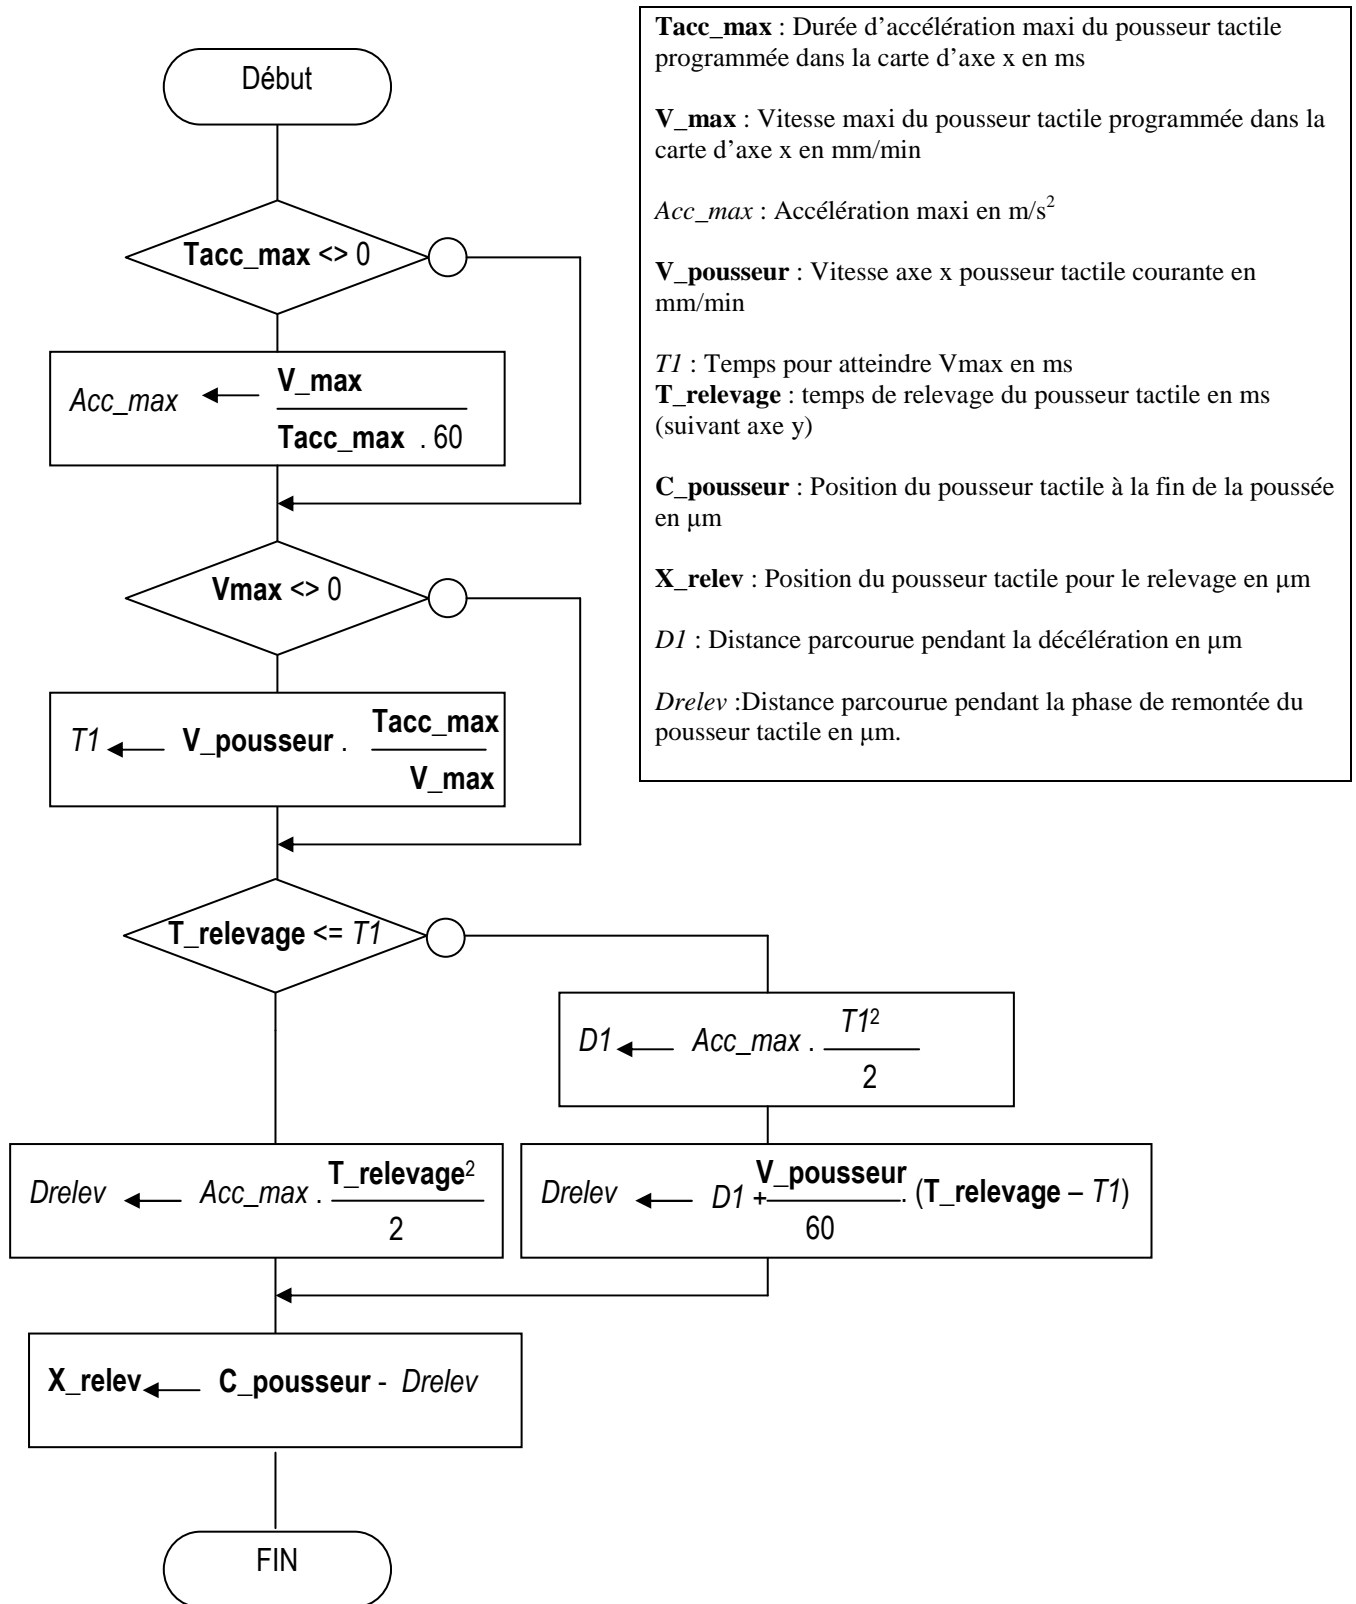 Début
Tacc_max <> 0
Acc_max
V_max
Tacc_max . 60
Vmax <> 0
T1
V_pousseur .
Tacc_max
V_max
T_relevage <= T1
D1
Acc_max .
T1²
2
Drelev
Acc_max .
T_relevage²
2
Drelev
D1 +
V_pousseur
60
. (T_relevage – T1)
X_relev
C_pousseur - Drelev
FIN
Tacc_max : Durée d’accélération maxi du pousseur tactile
programmée dans la carte d’axe x en ms
V_max : Vitesse maxi du pousseur tactile programmée dans la
carte d’axe x en mm/min
Acc_max : Accélération maxi en m/s²
V_pousseur : Vitesse axe x pousseur tactile courante en
mm/min
T1 : Temps pour atteindre Vmax en ms
T_relevage : temps de relevage du pousseur tactile en ms
(suivant axe y)
C_pousseur : Position du pousseur tactile à la fin de la poussée
en µm
X_relev : Position du pousseur tactile pour le relevage en µm
D1 : Distance parcourue pendant la décélération en µm
Drelev :Distance parcourue pendant la phase de remontée du
pousseur tactile en µm.